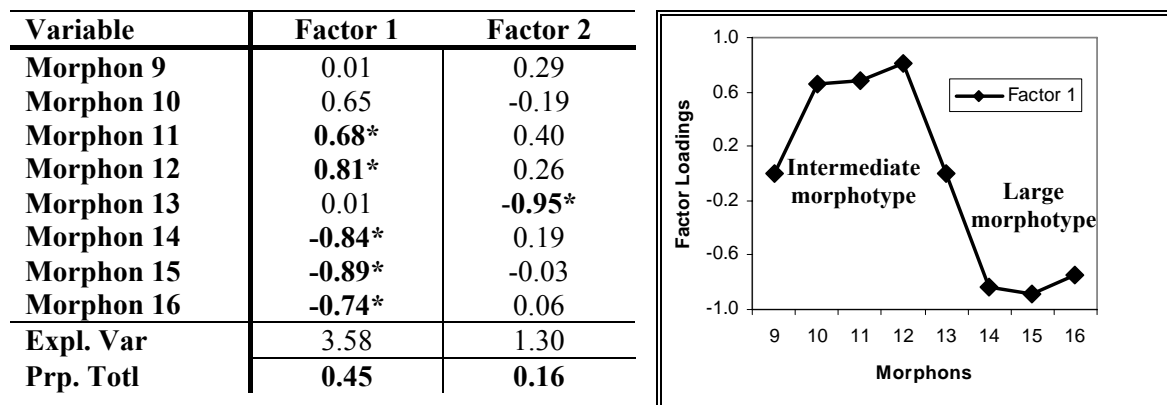 Variable Factor 1 Factor 2
Morphon 9 0.01 0.29
Morphon 10 0.65 -0.19
Morphon 11 0.68* 0.40
Morphon 12 0.81* 0.26
Morphon 13 0.01 -0.95*
Morphon 14 -0.84* 0.19
Morphon 15 -0.89* -0.03
Morphon 16 -0.74* 0.06
Expl. Var 3.58 1.30
Prp. Totl 0.45 0.16
Factor Loadings
1.0
0.6
0.2
-0.2
-0.6
-1.0
Factor 1
Intermediate
morphotype
Large
morphotype
9 10 11 12 13 14 15 16
Morphons